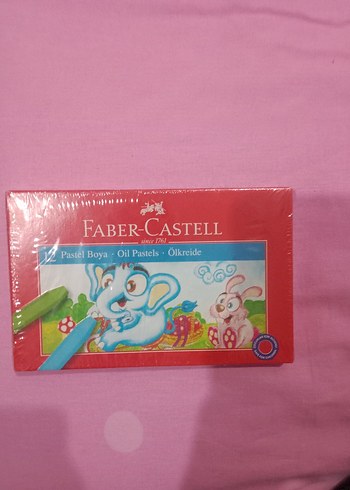 FABER-CASTELL
since 1761
12 Pastel Boya · Oil Pastels · Ölkreide